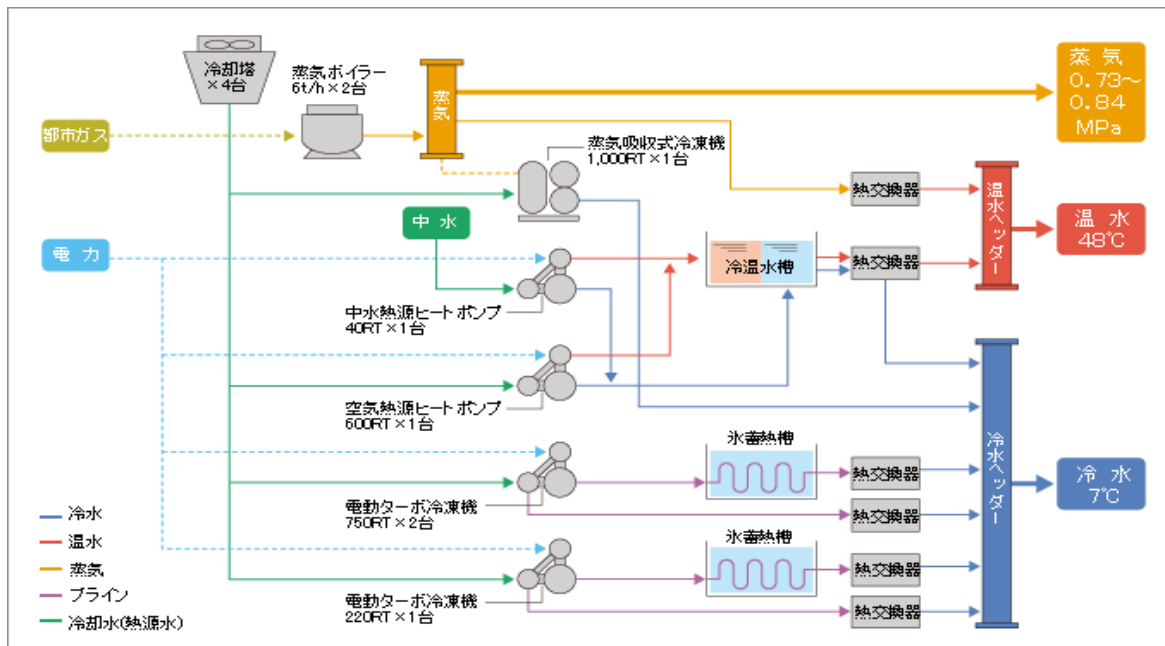 冷却塔
×4台
蒸気ボイラー
6t/h×2台
蒸気
蒸気
0.73～
0.84
MPa
都市ガス
蒸気吸収式冷凍機
1,000RT×1台
熱交換器
温水ヘッダー
温水
48℃
中水
電力
冷温水槽
熱交換器
中水熱源ヒートポンプ
40RT×1台
空気熱源ヒートポンプ
600RT×1台
冷水ヘッダー
冷水
7℃
氷蓄熱槽
熱交換器
電動ターボ冷凍機
750RT×2台
熱交換器
氷蓄熱槽
熱交換器
電動ターボ冷凍機
220RT×1台
熱交換器
冷水
温水
蒸気
ブライン
冷却水(熱源水)